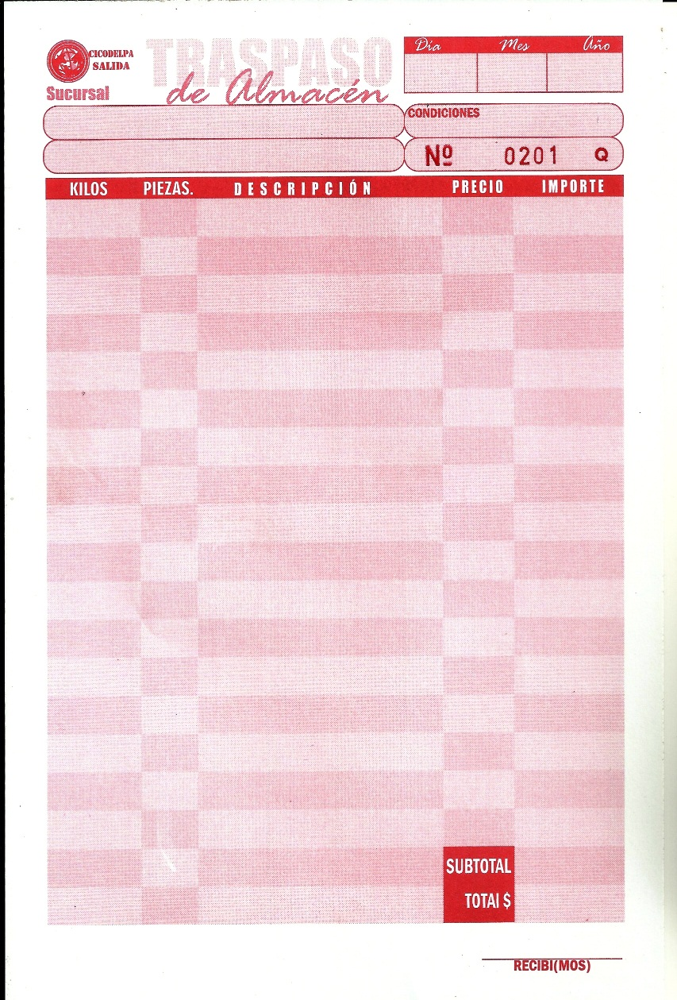 CICODELPA
SALIDA
Sucursal
TRASPASO
de Almacén
Día Mes Año
CONDICIONES
Nº 0201 Q
KILOS PIEZAS. DESCRIPCIÓN PRECIO IMPORTE
SUBTOTAL
TOTAl $
RECIBI(MOS)